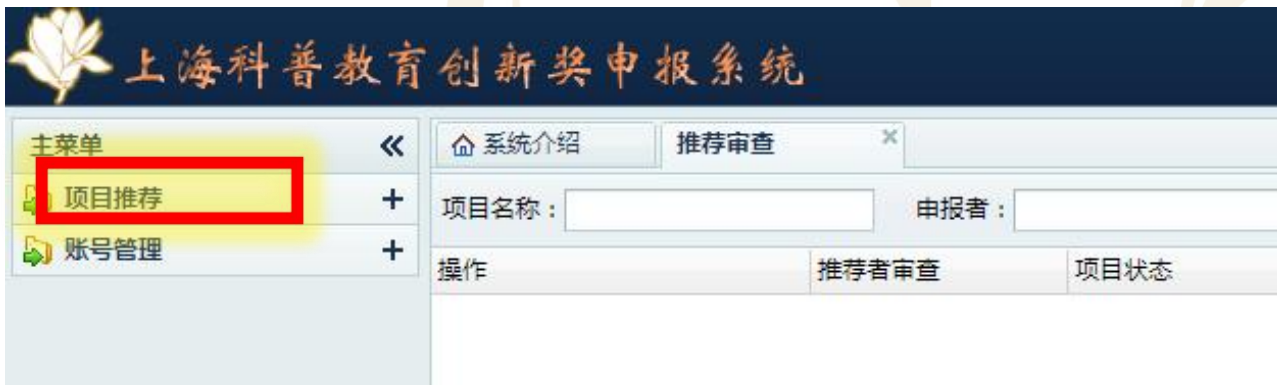 上海科普教育创新奖申报系统
主菜单 «
系统介绍 推荐审查 ×
项目推荐 +
项目名称： 申报者：
账号管理 +
操作 推荐者审查 项目状态